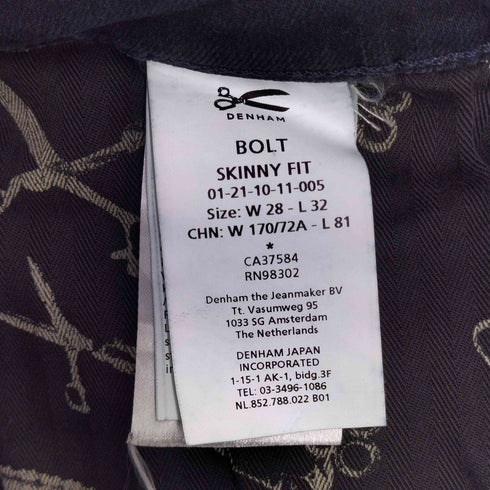 DENHAM
BOLT
SKINNY FIT
01-21-10-11-005
Size: W 28 - L 32
CHN: W 170/72A - L 81
★
CA37584
RN98302
Denham the Jeanmaker BV
Tt. Vasumweg 95
1033 SG Amsterdam
The Netherlands
DENHAM JAPAN
INCORPORATED
1-15-1 AK-1, bidg.3F
TEL: 03-3496-1086
NL.852.788.022 B01